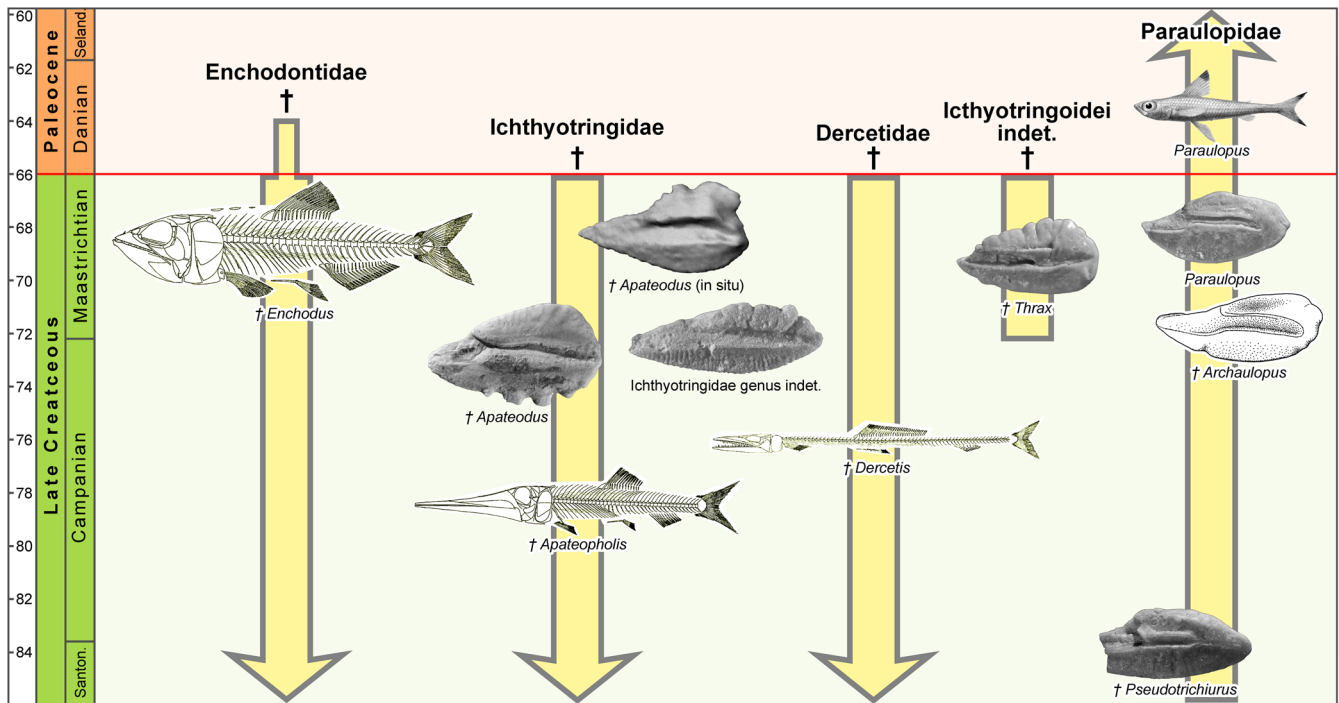 60
62
64
66
68
70
72
74
76
78
80
82
84
Paleocene
Late Creatceous
Seland.
Danian
Maastrichtian
Campanian
Santon.
Enchodontidae
†
Ichthyotringidae
†
Dercetidae
†
Icthyotringoidei
indet.
†
Paraulopidae
Paraulopus
† Enchodus
† Apateodus (in situ)
† Apateodus
Ichthyotringidae genus indet.
† Apateopholis
† Dercetis
† Thrax
Paraulopus
† Archaulopus
† Pseudotrichiurus